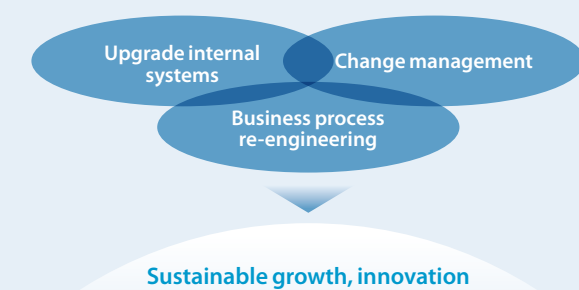 Upgrade internal
systems
Change management
Business process
re-engineering
Sustainable growth, innovation